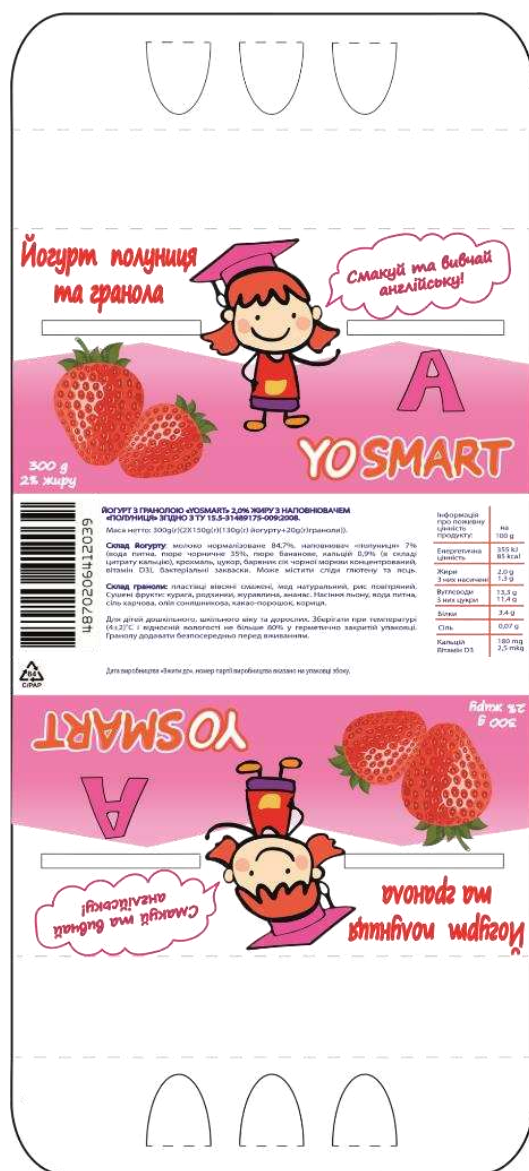 Йогурт полуниця
та гранола
Смакуй та вивчай
англійську!
A
YO SMART
300 g
2% жиру
4870206412039
ЙОГУРТ З ГРАНОЛОЮ «YOSMART» 2,0% ЖИРУ З НАПОВНЮВАЧЕМ
«ПОЛУНИЦЯ» ЗГІДНО З ТУ 15.5-31489175-009:2008.
Маса нетто: 300g(г)(2X150g(г)(130g(г) йогурту+20g(г)граноли)).
Склад йогурту: молоко нормалізоване 84,7%, наповнювач «полуниця» 7%
(вода питна, пюре чорничне 35%, пюре бананове, кальцій 0,9% (в складі
цитрату кальцію), крохмаль, цукор, барвник сік чорної моркви концентрований,
вітамін D3), бактеріальні закваски. Може містити сліди глютену та яєць.
Склад граноли: пластівці вівсяні смажені, мед натуральний, рис повітряний.
Сушені фрукти: курага, родзинки, журавлина, ананас. Насіння льону, вода питна,
сіль харчова, олія соняшникова, какао-порошок, кориця.
Для дітей дошкільного, шкільного віку та дорослих. Зберігати при температурі
(4±2)°C і відносній вологості не більше 80% у герметично закритій упаковці.
Гранолу додавати безпосередньо перед вживанням.
Дата виробництва «Вжити до», номер партії виробництва вказано на упаковці збоку.
Інформація
про поживну
цінність
продукту:
на
100 g
Енергетична
цінність
355 kJ
85 kcal
Жири
З них насичені
2,0 g
1,3 g
Вуглеводи
З них цукри
13,3 g
11,4 g
Білки
3,4 g
Сіль
0,07 g
Кальцій
Вітамін D3
180 mg
2,5 mkg
84
C/PAP
300 g
2% жиру
YO SMART
A
Смакуй та вивчай
англійську!
Йогурт полуниця
та гранола